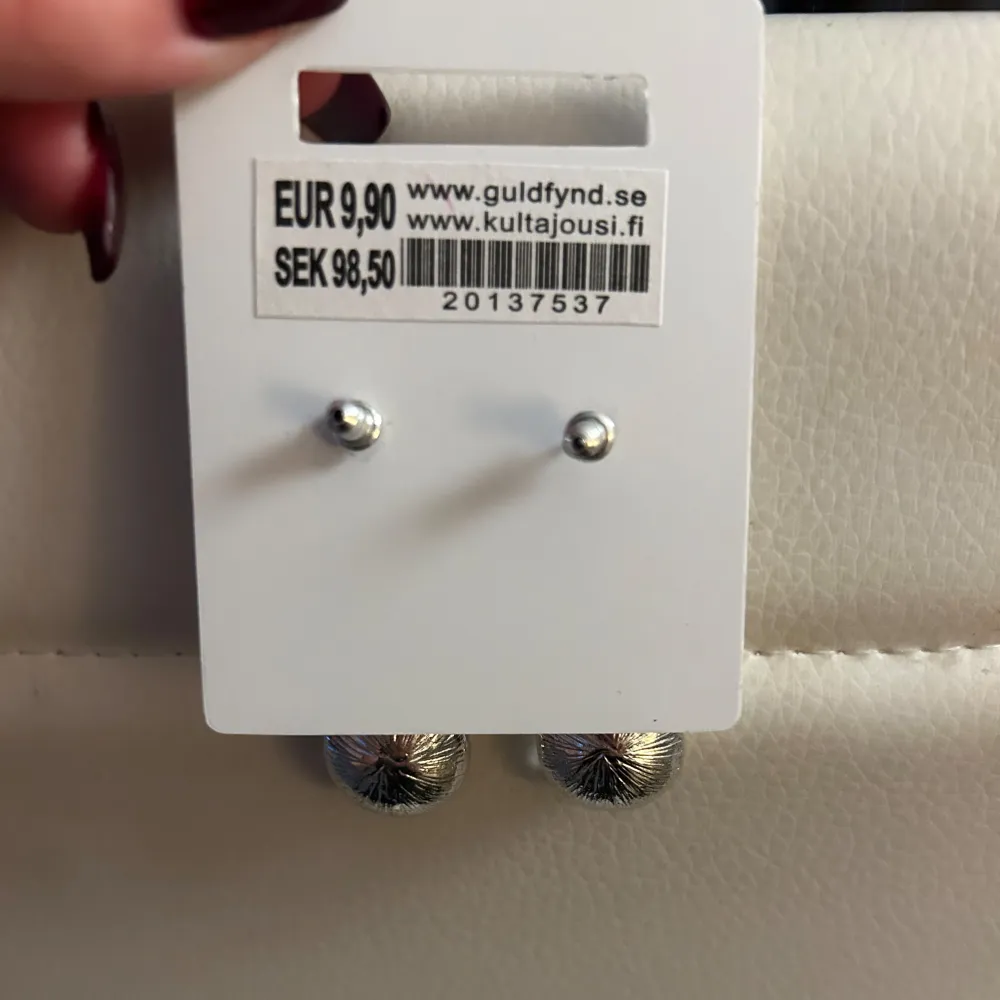 EUR 9,90 www.guldfynd.se
www.kultajousi.fi
SEK 98,50
20137537